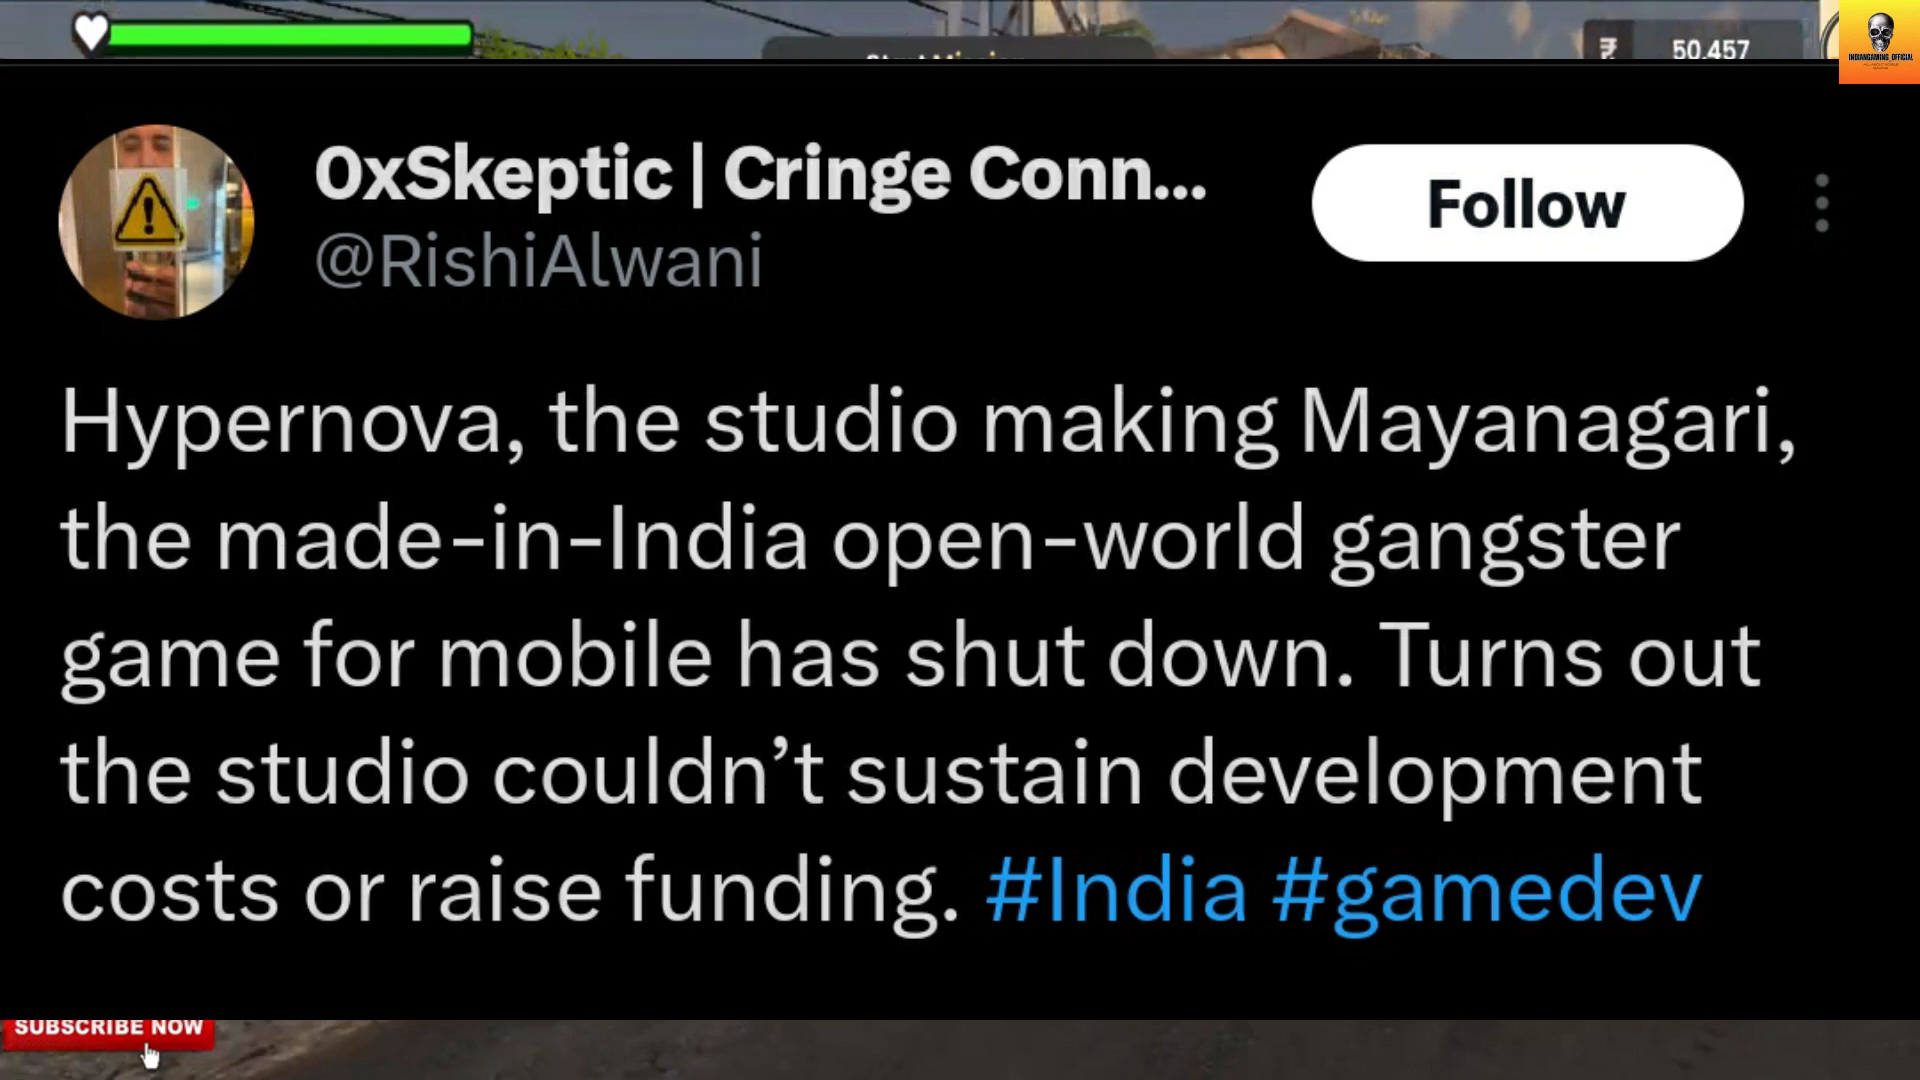 ₹ 50,457
INDIANGAMING_OFFICIAL
0xSkeptic | Cringe Conn...
@RishiAlwani
Follow
Hypernova, the studio making Mayanagari,
the made-in-India open-world gangster
game for mobile has shut down. Turns out
the studio couldn’t sustain development
costs or raise funding. #India #gamedev
SUBSCRIBE NOW